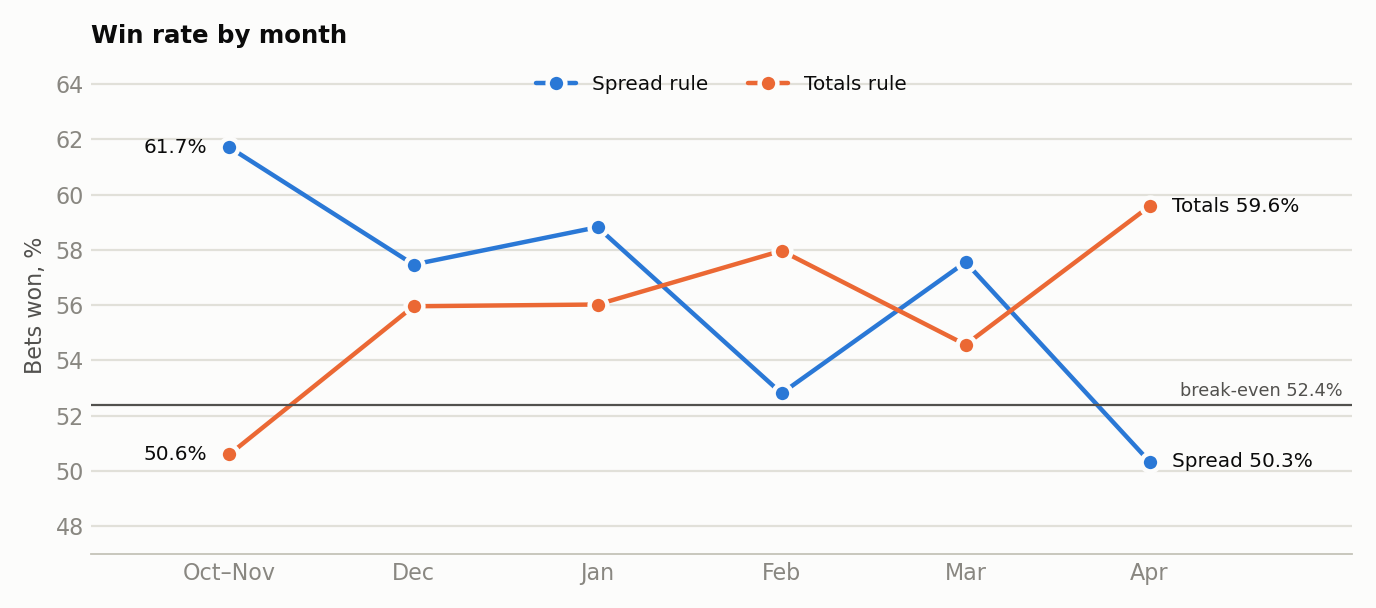 Win rate by month
Spread rule
Totals rule
Bets won, %
64
62
60
58
56
54
52
50
48
61.7%
50.6%
Totals 59.6%
break-even 52.4%
Spread 50.3%
Oct–Nov
Dec
Jan
Feb
Mar
Apr